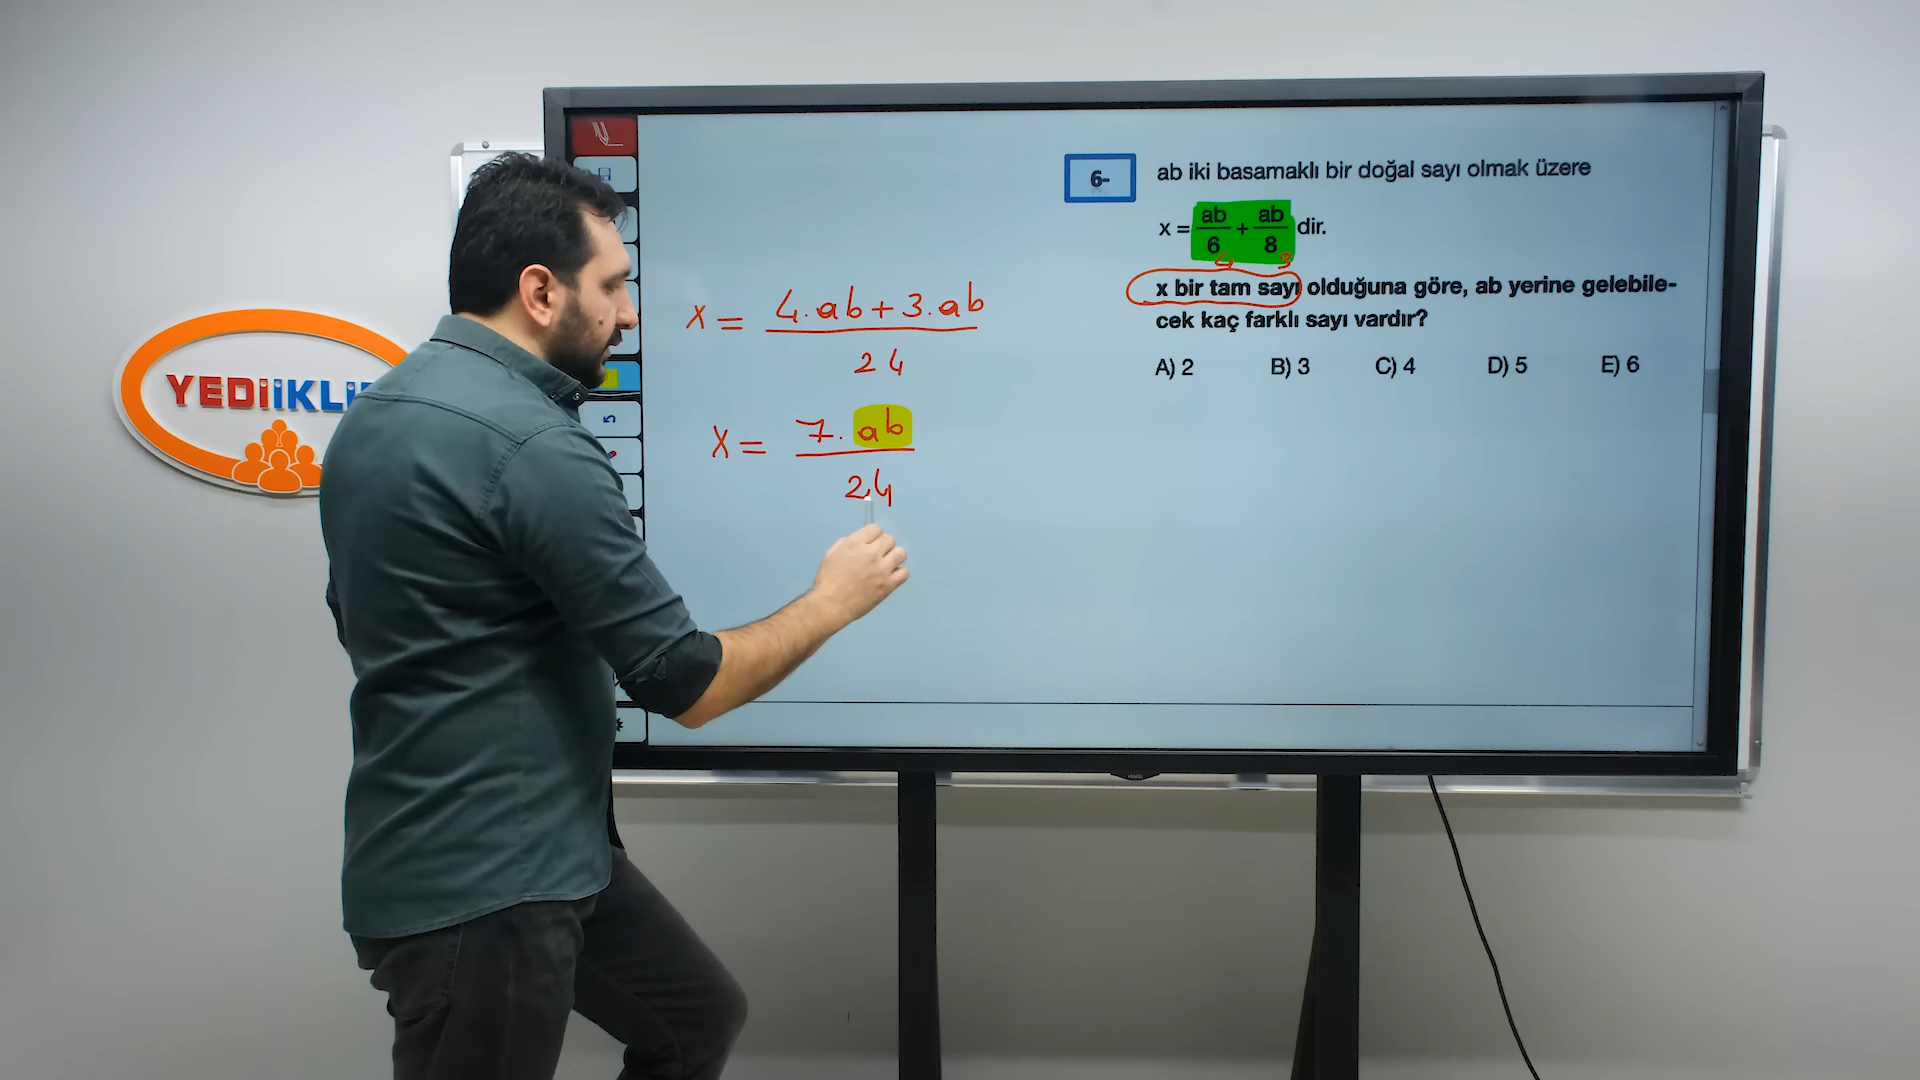 YEDiiKLi
6-
ab iki basamaklı bir doğal sayı olmak üzere
x = ab/6 + ab/8 dir.
4 3
x bir tam sayı olduğuna göre, ab yerine gelebile-
cek kaç farklı sayı vardır?
A) 2 B) 3 C) 4 D) 5 E) 6
x = 4.ab+3.ab
24
x = 7.ab
24